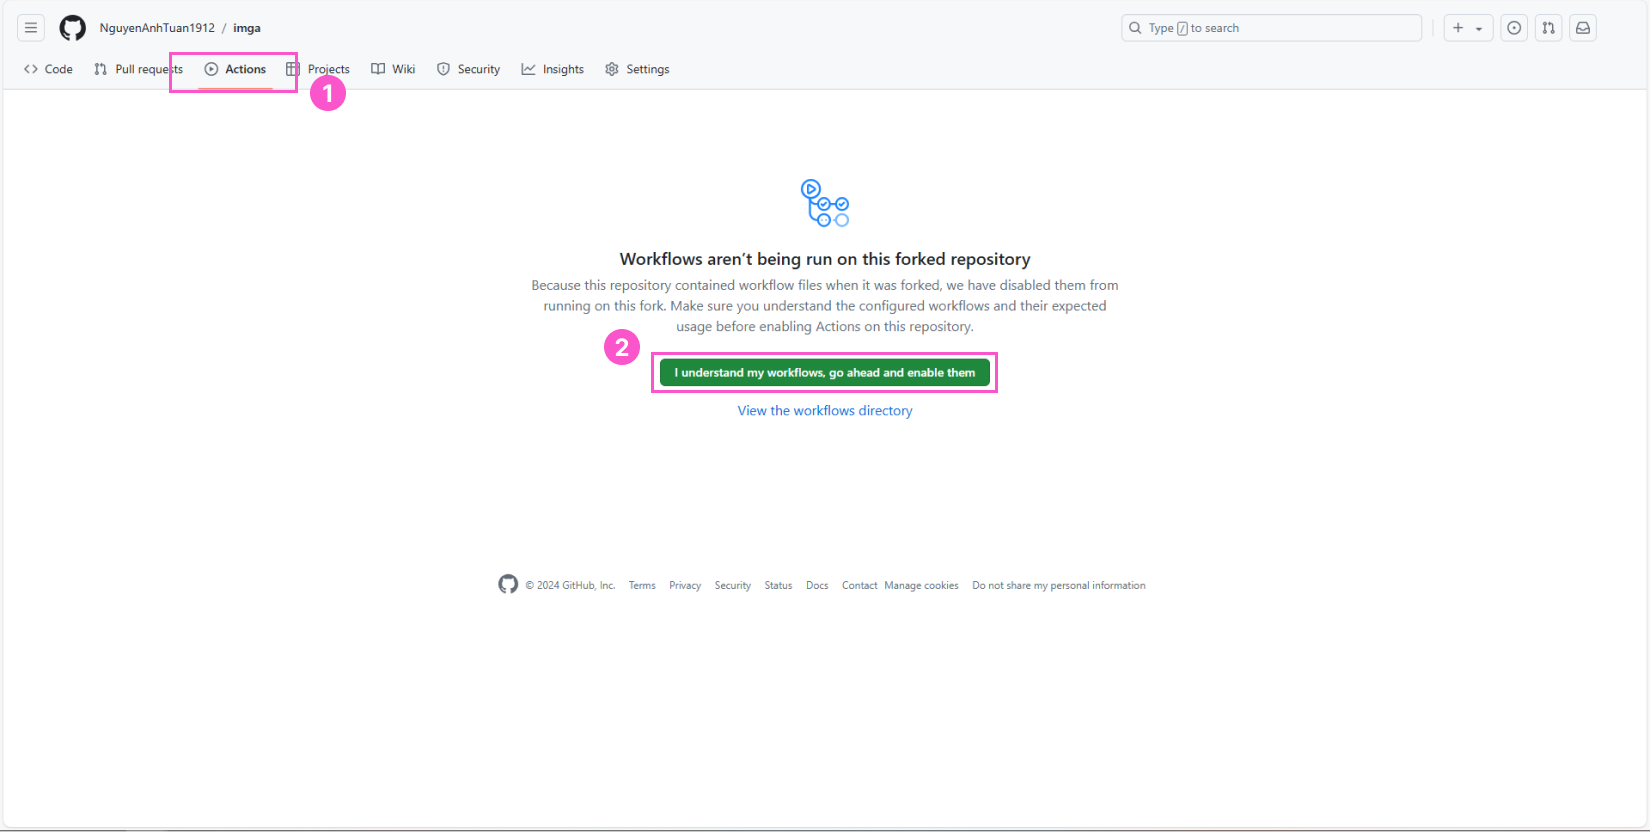 NguyenAnhTuan1912 / imga
Type / to search
Code Pull requests Actions Projects Wiki Security Insights Settings
1
Workflows aren't being run on this forked repository
Because this repository contained workflow files when it was forked, we have disabled them from
running on this fork. Make sure you understand the configured workflows and their expected
usage before enabling Actions on this repository.
2
I understand my workflows, go ahead and enable them
View the workflows directory
© 2024 GitHub, Inc. Terms Privacy Security Status Docs Contact Manage cookies Do not share my personal information